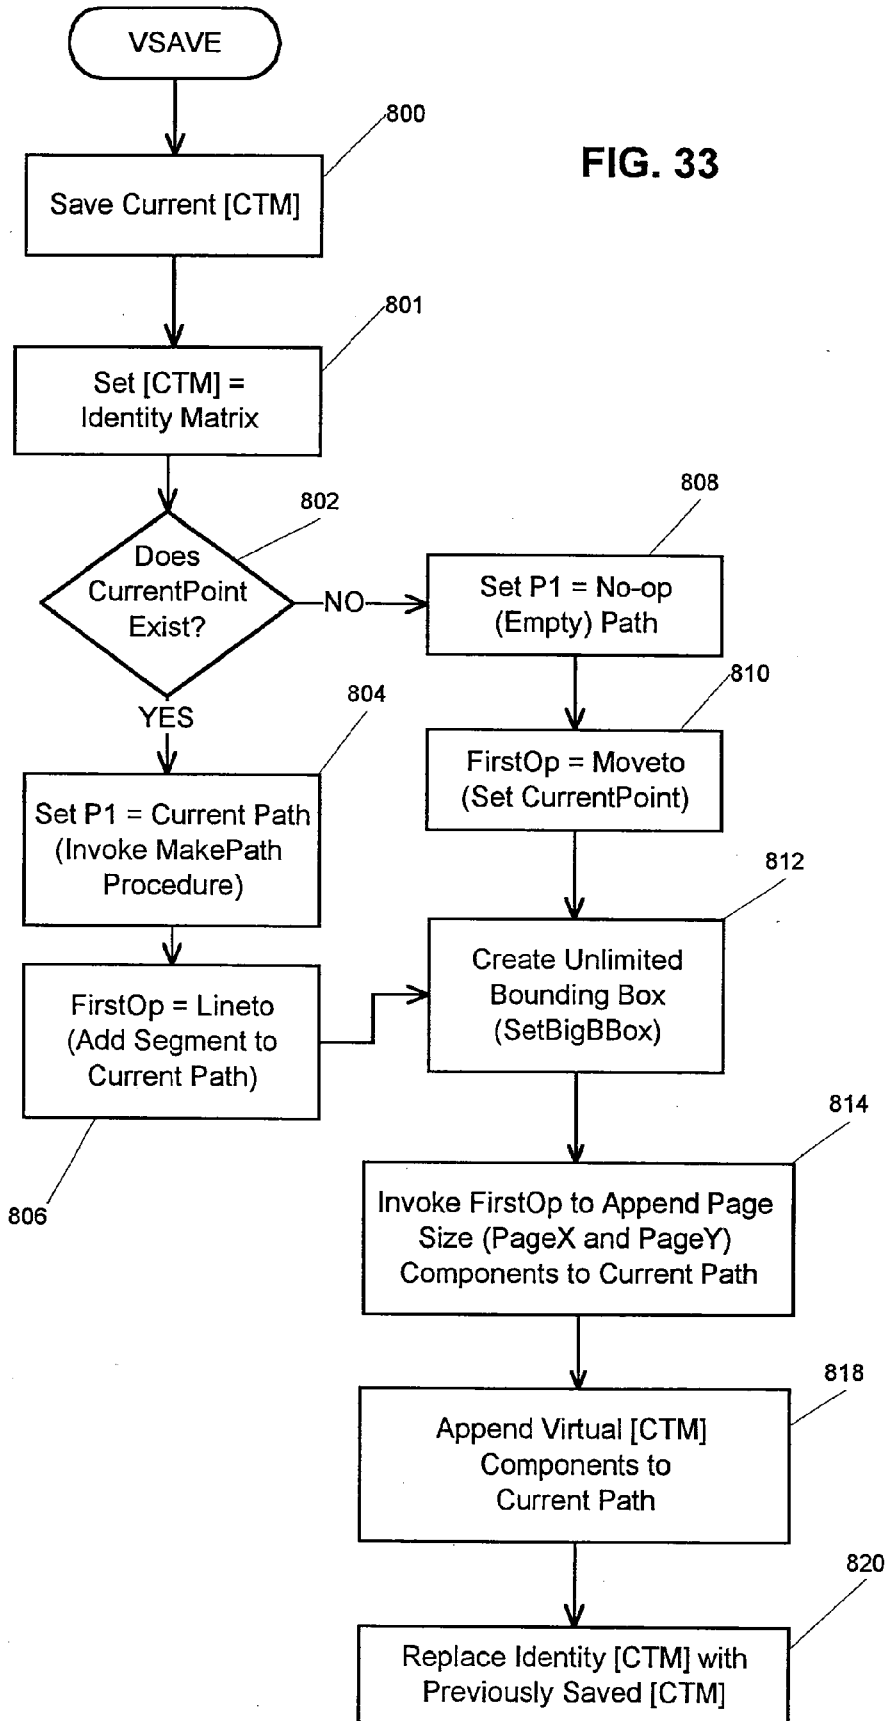 VSAVE
800
FIG. 33
Save Current [CTM]
801
Set [CTM] =
Identity Matrix
802
Does
CurrentPoint
Exist?
NO
808
Set P1 = No-op
(Empty) Path
YES
804
Set P1 = Current Path
(Invoke MakePath
Procedure)
810
FirstOp = Moveto
(Set CurrentPoint)
FirstOp = Lineto
(Add Segment to
Current Path)
806
812
Create Unlimited
Bounding Box
(SetBigBBox)
814
Invoke FirstOp to Append Page
Size (PageX and PageY)
Components to Current Path
818
Append Virtual [CTM]
Components to
Current Path
820
Replace Identity [CTM] with
Previously Saved [CTM]